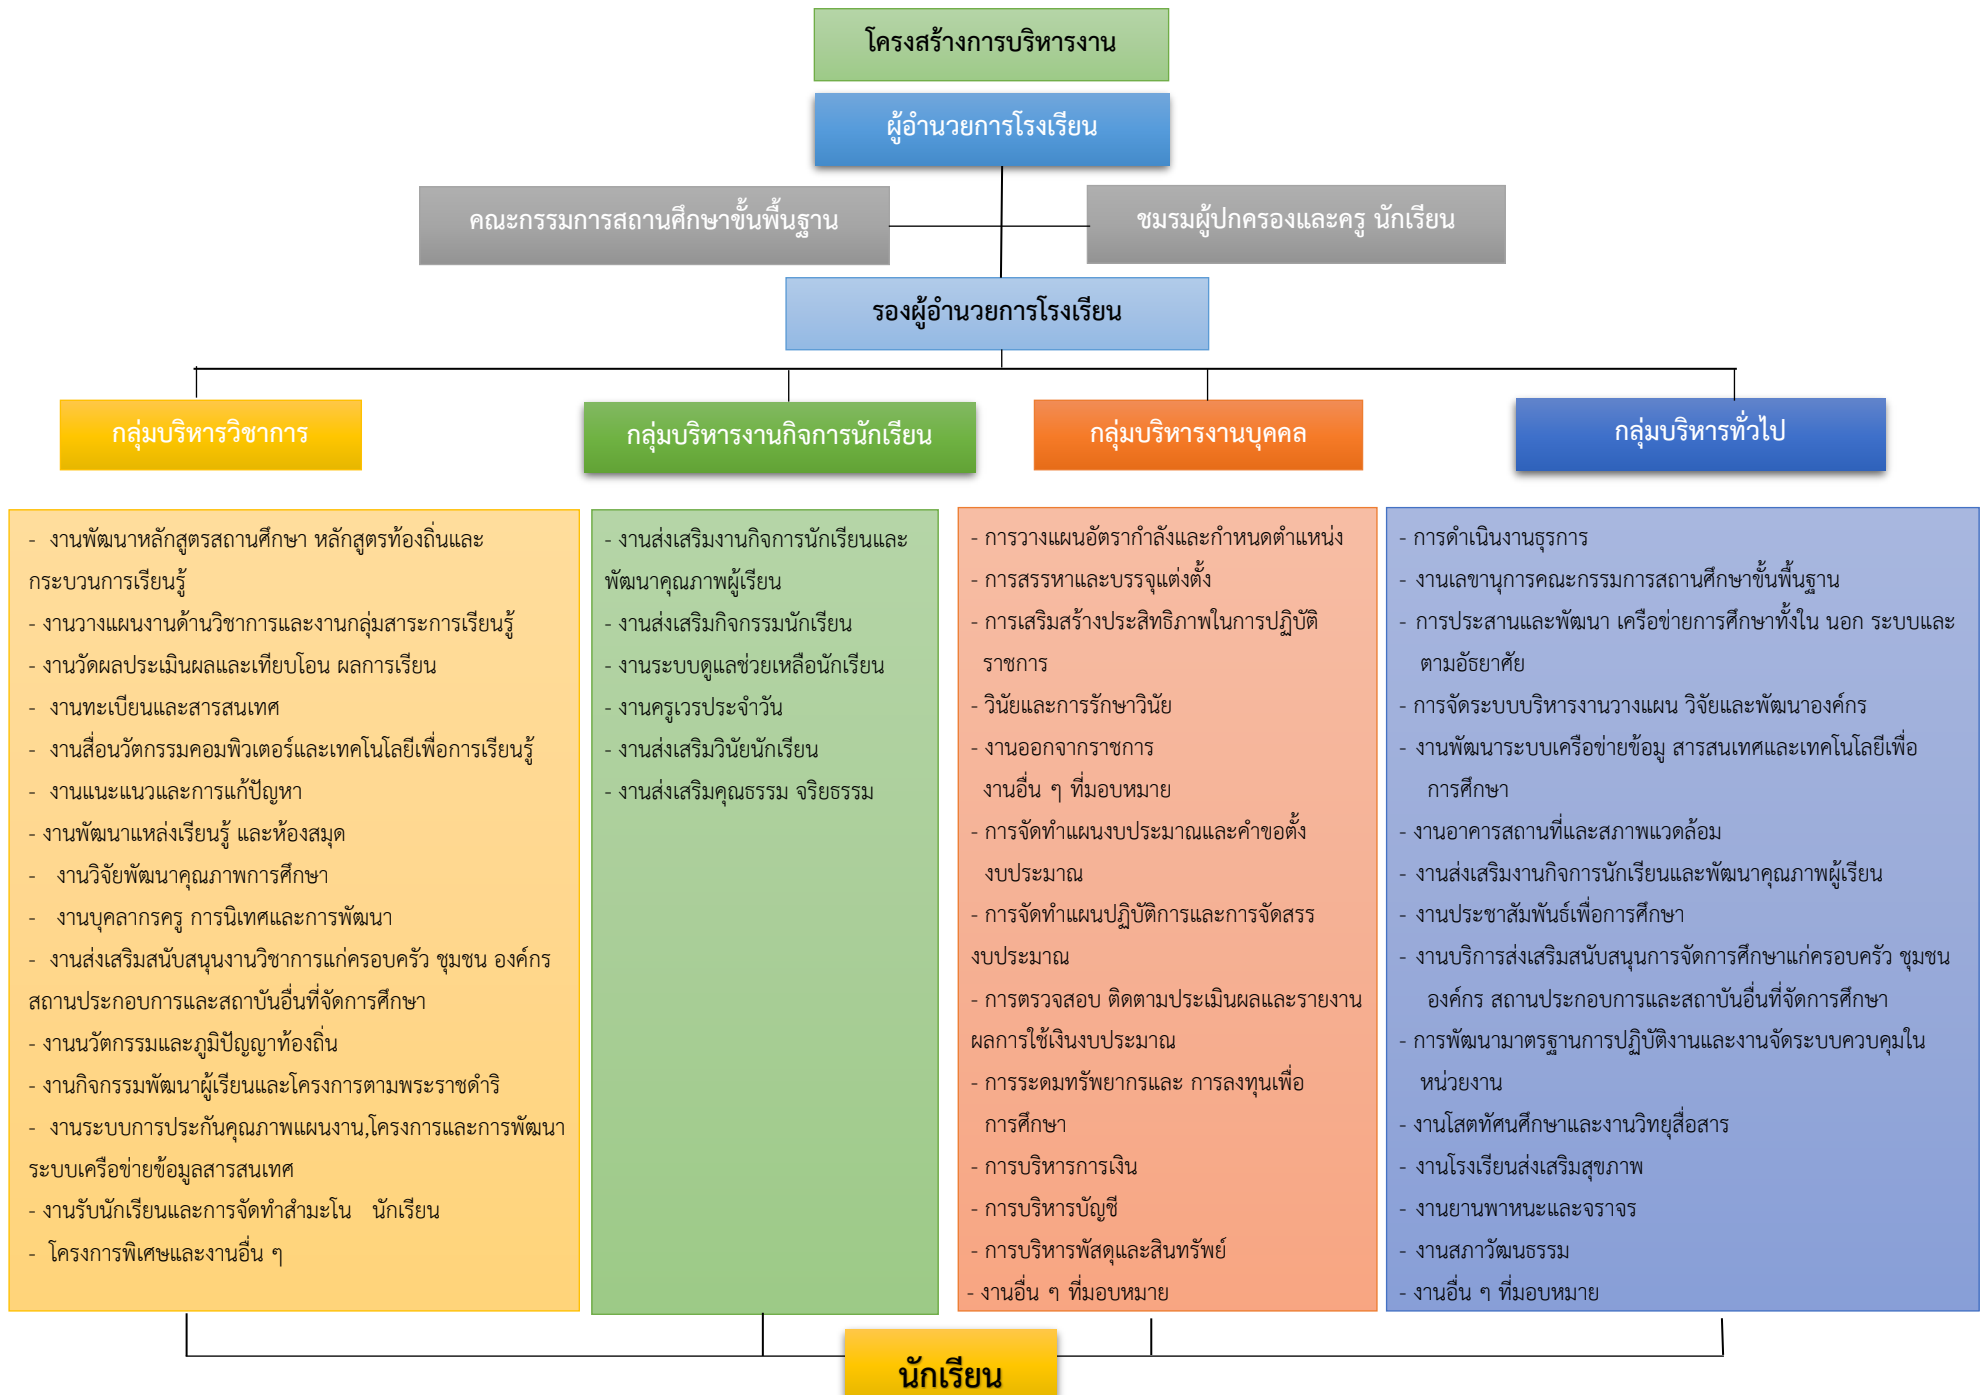 โครงสร้างการบริหารงาน
ผู้อำนวยการโรงเรียน
คณะกรรมการสถานศึกษาขั้นพื้นฐาน
ชมรมผู้ปกครองและครู นักเรียน
รองผู้อำนวยการโรงเรียน
กลุ่มบริหารวิชาการ
กลุ่มบริหารงานกิจการนักเรียน
กลุ่มบริหารงานบุคคล
กลุ่มบริหารทั่วไป
- งานพัฒนาหลักสูตรสถานศึกษา หลักสูตรท้องถิ่นและ
กระบวนการเรียนรู้
- งานวางแผนงานด้านวิชาการและงานกลุ่มสาระการเรียนรู้
- งานวัดผลประเมินผลและเทียบโอน ผลการเรียน
- งานทะเบียนและสารสนเทศ
- งานสื่อนวัตกรรมคอมพิวเตอร์และเทคโนโลยีเพื่อการเรียนรู้
- งานแนะแนวและการแก้ปัญหา
- งานพัฒนาแหล่งเรียนรู้ และห้องสมุด
- งานวิจัยพัฒนาคุณภาพการศึกษา
- งานบุคลากรครู การนิเทศและการพัฒนา
- งานส่งเสริมสนับสนุนงานวิชาการแก่ครอบครัว ชุมชน องค์กร
สถานประกอบการและสถาบันอื่นที่จัดการศึกษา
- งานนวัตกรรมและภูมิปัญญาท้องถิ่น
- งานกิจกรรมพัฒนาผู้เรียนและโครงการตามพระราชดำริ
- งานระบบการประกันคุณภาพแผนงาน,โครงการและการพัฒนา
ระบบเครือข่ายข้อมูลสารสนเทศ
- งานรับนักเรียนและการจัดทำสำมะโน นักเรียน
- โครงการพิเศษและงานอื่น ๆ
- งานส่งเสริมงานกิจการนักเรียนและ
พัฒนาคุณภาพผู้เรียน
- งานส่งเสริมกิจกรรมนักเรียน
- งานระบบดูแลช่วยเหลือนักเรียน
- งานครูเวรประจำวัน
- งานส่งเสริมวินัยนักเรียน
- งานส่งเสริมคุณธรรม จริยธรรม
- การวางแผนอัตรากำลังและกำหนดตำแหน่ง
- การสรรหาและบรรจุแต่งตั้ง
- การเสริมสร้างประสิทธิภาพในการปฏิบัติ
ราชการ
- วินัยและการรักษาวินัย
- งานออกจากราชการ
งานอื่น ๆ ที่มอบหมาย
- การจัดทำแผนงบประมาณและคำขอตั้ง
งบประมาณ
- การจัดทำแผนปฏิบัติการและการจัดสรร
งบประมาณ
- การตรวจสอบ ติดตามประเมินผลและรายงาน
ผลการใช้เงินงบประมาณ
- การระดมทรัพยากรและ การลงทุนเพื่อ
การศึกษา
- การบริหารการเงิน
- การบริหารบัญชี
- การบริหารพัสดุและสินทรัพย์
- งานอื่น ๆ ที่มอบหมาย
- การดำเนินงานธุรการ
- งานเลขานุการคณะกรรมการสถานศึกษาขั้นพื้นฐาน
- การประสานและพัฒนา เครือข่ายการศึกษาทั้งใน นอก ระบบและ
ตามอัธยาศัย
- การจัดระบบบริหารงานวางแผน วิจัยและพัฒนาองค์กร
- งานพัฒนาระบบเครือข่ายข้อมู สารสนเทศและเทคโนโลยีเพื่อ
การศึกษา
- งานอาคารสถานที่และสภาพแวดล้อม
- งานส่งเสริมงานกิจการนักเรียนและพัฒนาคุณภาพผู้เรียน
- งานประชาสัมพันธ์เพื่อการศึกษา
- งานบริการส่งเสริมสนับสนุนการจัดการศึกษาแก่ครอบครัว ชุมชน
องค์กร สถานประกอบการและสถาบันอื่นที่จัดการศึกษา
- การพัฒนามาตรฐานการปฏิบัติงานและงานจัดระบบควบคุมใน
หน่วยงาน
- งานโสตทัศนศึกษาและงานวิทยุสื่อสาร
- งานโรงเรียนส่งเสริมสุขภาพ
- งานยานพาหนะและจราจร
- งานสภาวัฒนธรรม
- งานอื่น ๆ ที่มอบหมาย
นักเรียน